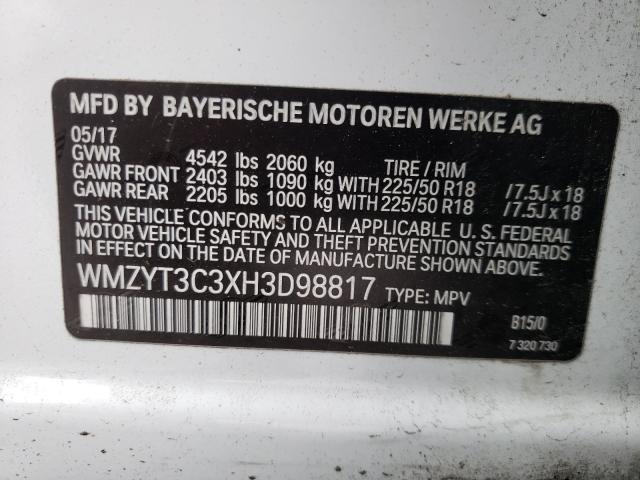 MFD BY BAYERISCHE MOTOREN WERKE AG
05/17
GVWR 4542 lbs 2060 kg TIRE / RIM
GAWR FRONT 2403 lbs 1090 kg WITH 225/50 R18 /7.5J x 18
GAWR REAR 2205 lbs 1000 kg WITH 225/50 R18 /7.5J x 18
THIS VEHICLE CONFORMS TO ALL APPLICABLE U. S. FEDERAL
MOTOR VEHICLE SAFETY AND THEFT PREVENTION STANDARDS
IN EFFECT ON THE DATE OF MANUFACTURE SHOWN ABOVE.
WMZYT3C3XH3D98817 TYPE: MPV
B15/0
7 320 730